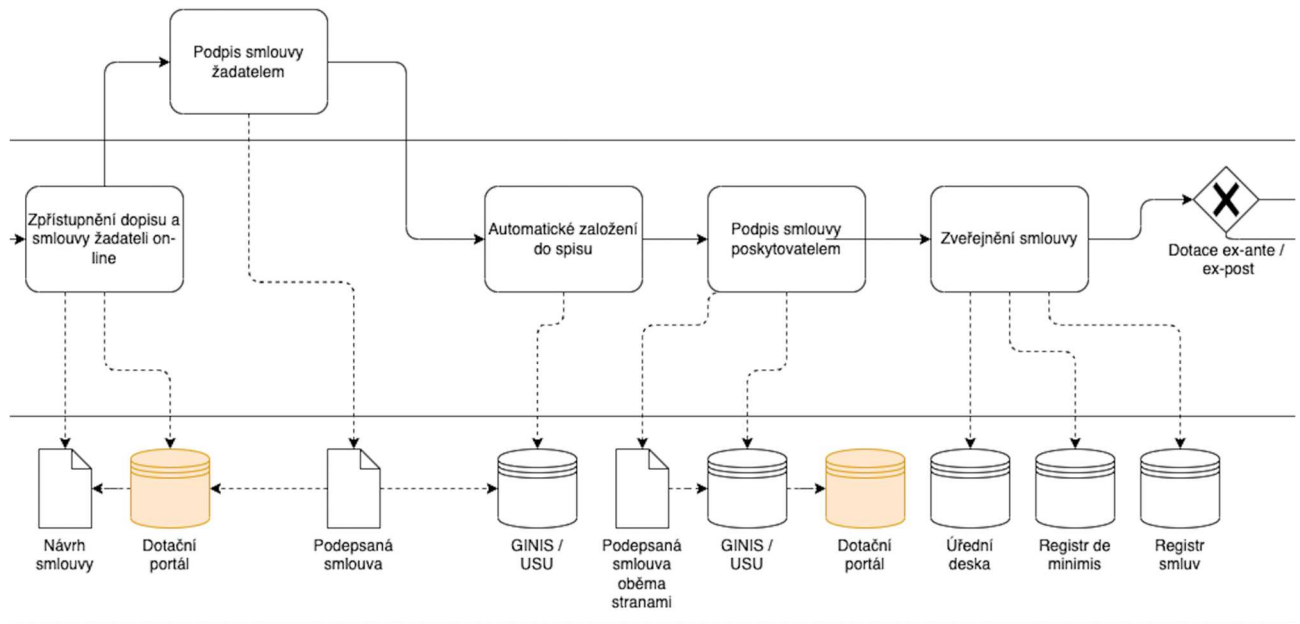 Podpis smlouvy
žadatelem
Zpřístupnění dopisu a
smlouvy žadateli on-
line
Automatické založení
do spisu
Podpis smlouvy
poskytovatelem
Zveřejnění smlouvy
Dotace ex-ante /
ex-post
Návrh
smlouvy
Dotační
portál
Podepsaná
smlouva
GINIS /
USU
Podepsaná
smlouva
oběma
stranami
GINIS /
USU
Dotační
portál
Úřední
deska
Registr de
minimis
Registr
smluv